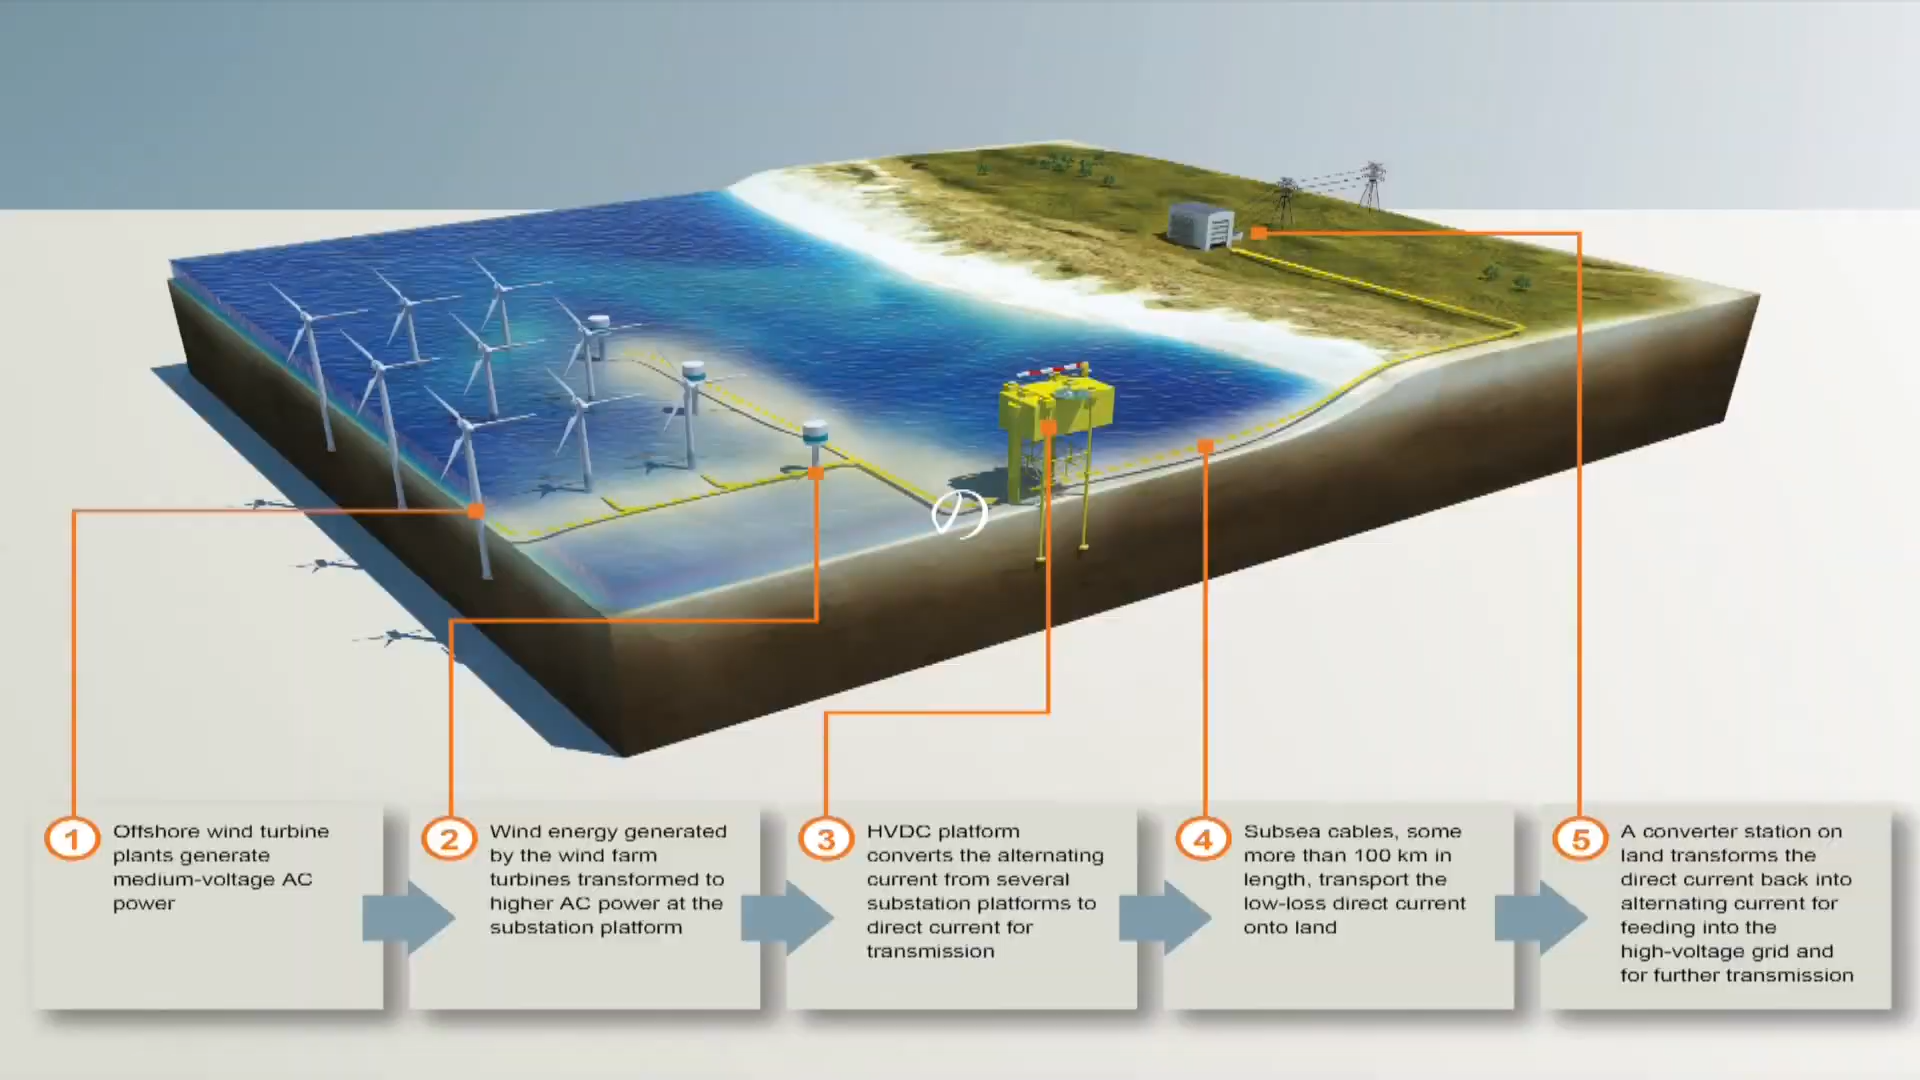 1
Offshore wind turbine
plants generate
medium-voltage AC
power
2
Wind energy generated
by the wind farm
turbines transformed to
higher AC power at the
substation platform
3
HVDC platform
converts the alternating
current from several
substation platforms to
direct current for
transmission
4
Subsea cables, some
more than 100 km in
length, transport the
low-loss direct current
onto land
5
A converter station on
land transforms the
direct current back into
alternating current for
feeding into the
high-voltage grid and
for further transmission